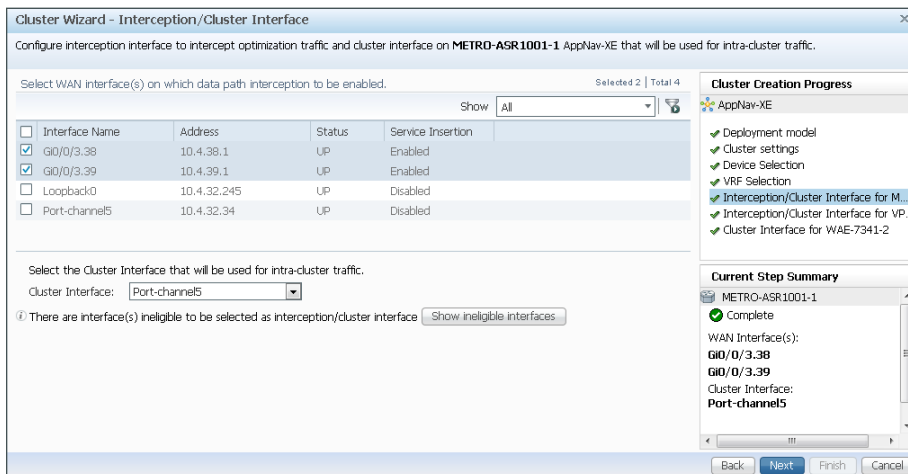 Cluster Wizard - Interception/Cluster Interface
Configure interception interface to intercept optimization traffic and cluster interface on METRO-ASR1001-1 AppNav-XE that will be used for intra-cluster traffic.
Select WAN interface(s) on which data path interception to be enabled.
Selected 2 | Total 4
Show All
Interface Name Address Status Service Insertion
Gi0/0/3.38 10.4.38.1 UP Enabled
Gi0/0/3.39 10.4.39.1 UP Enabled
Loopback0 10.4.32.245 UP Disabled
Port-channel5 10.4.32.34 UP Disabled
Select the Cluster Interface that will be used for intra-cluster traffic.
Cluster Interface: Port-channel5
There are interface(s) ineligible to be selected as interception/cluster interface Show ineligible interfaces
Cluster Creation Progress
AppNav-XE
Deployment model
Cluster settings
Device Selection
VRF Selection
Interception/Cluster Interface for M...
Interception/Cluster Interface for VP.
Cluster Interface for WAE-7341-2
Current Step Summary
METRO-ASR1001-1
Complete
WAN Interface(s):
Gi0/0/3.38
Gi0/0/3.39
Cluster Interface:
Port-channel5
Back Next Finish Cancel